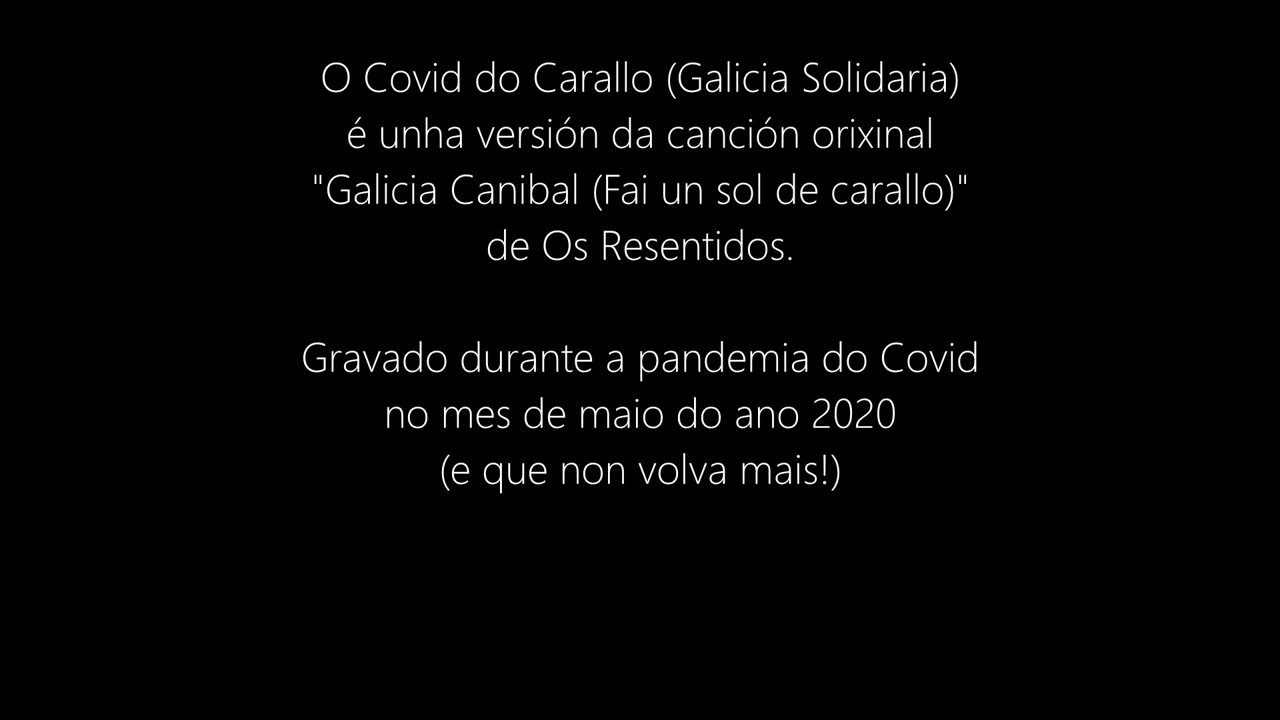 O Covid do Carallo (Galicia Solidaria)
é unha versión da canción orixinal
"Galicia Canibal (Fai un sol de carallo)"
de Os Resentidos.
Gravado durante a pandemia do Covid
no mes de maio do ano 2020
(e que non volva mais!)